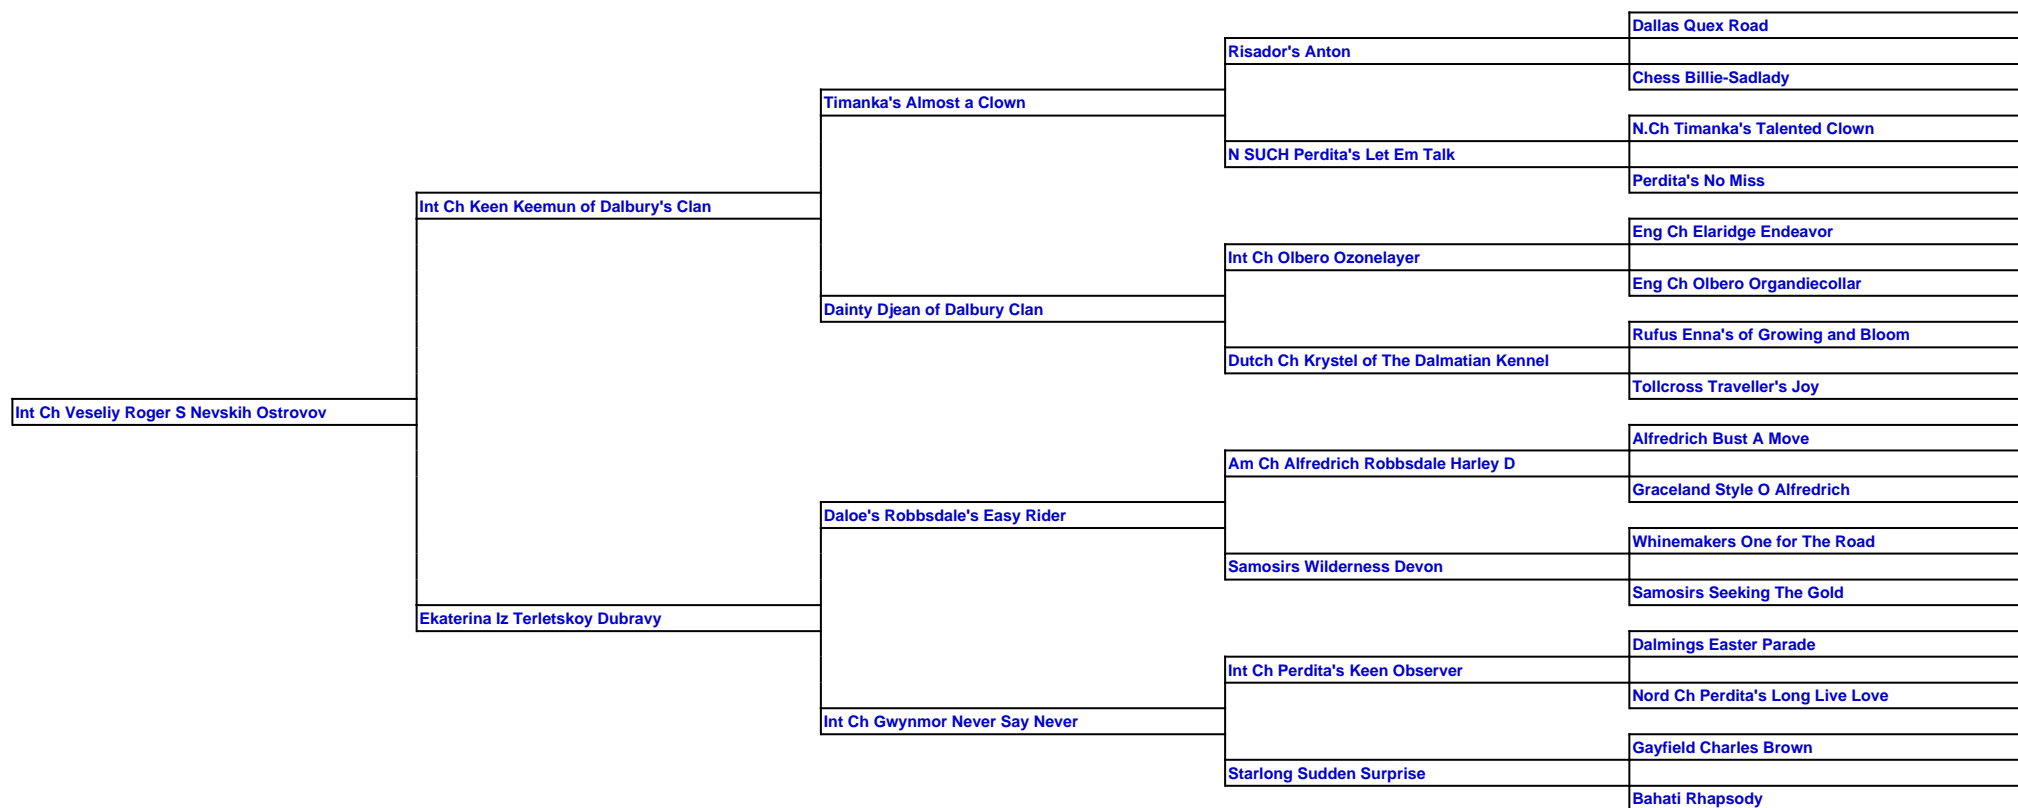 Dallas Quex Road
Risador's Anton
Chess Billie-Sadlady
Timanka's Almost a Clown
N.Ch Timanka's Talented Clown
N SUCH Perdita's Let Em Talk
Perdita's No Miss
Int Ch Keen Keemun of Dalbury's Clan
Eng Ch Elaridge Endeavor
Int Ch Olbero Ozonelayer
Eng Ch Olbero Organdiecollar
Dainty Djean of Dalbury Clan
Rufus Enna's of Growing and Bloom
Dutch Ch Krystel of The Dalmatian Kennel
Tollcross Traveller's Joy
Int Ch Veseliy Roger S Nevskih Ostrovov
Alfredrich Bust A Move
Am Ch Alfredrich Robbsdale Harley D
Graceland Style O Alfredrich
Daloe's Robbsdale's Easy Rider
Whinemakers One for The Road
Samosirs Wilderness Devon
Samosirs Seeking The Gold
Ekaterina Iz Terletskoy Dubravy
Dalmings Easter Parade
Int Ch Perdita's Keen Observer
Nord Ch Perdita's Long Live Love
Int Ch Gwynmor Never Say Never
Gayfield Charles Brown
Starlong Sudden Surprise
Bahati Rhapsody